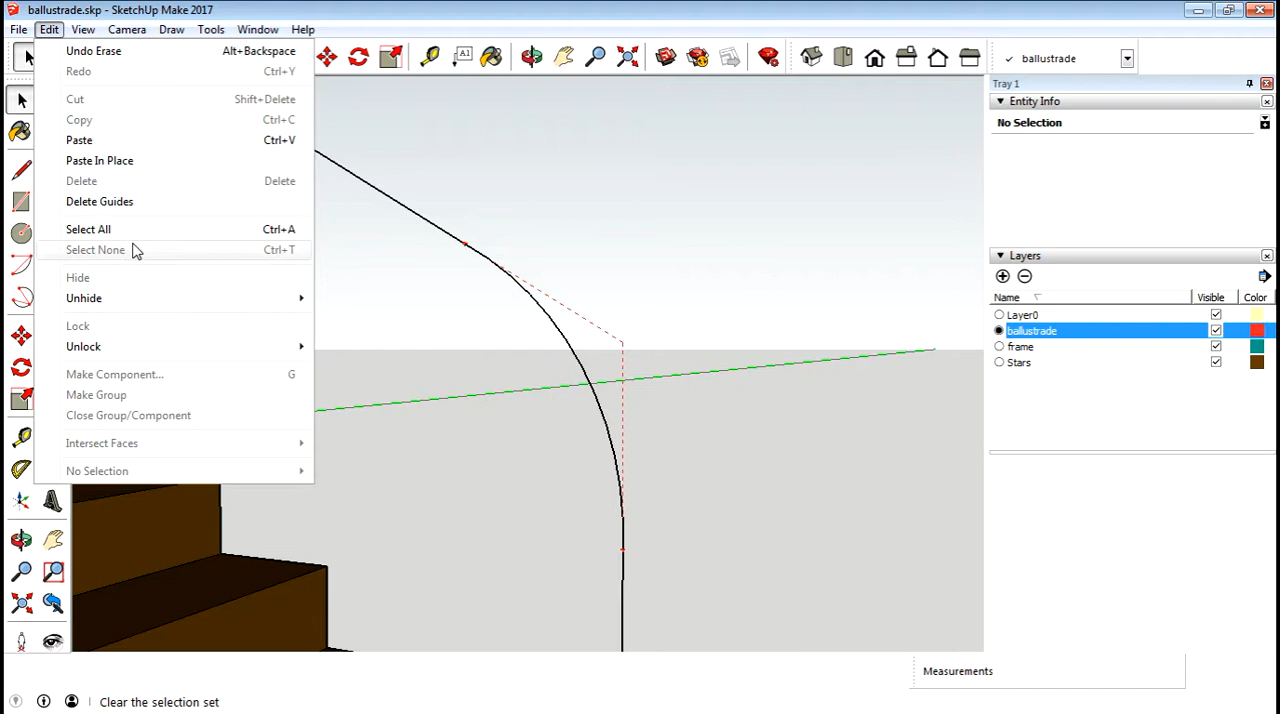 ballustrade.skp - SketchUp Make 2017
File Edit View Camera Draw Tools Window Help
Undo Erase Alt+Backspace
Redo Ctrl+Y
Cut Shift+Delete
Copy Ctrl+C
Paste Ctrl+V
Paste In Place
Delete Delete
Delete Guides
Select All Ctrl+A
Select None Ctrl+T
Hide
Unhide
Lock
Unlock
Make Component... G
Make Group
Close Group/Component
Intersect Faces
No Selection
A1
ballustrade
Tray 1
Entity Info
No Selection
Layers
Name Visible Color
Layer0
ballustrade
frame
Stars
Measurements
Clear the selection set